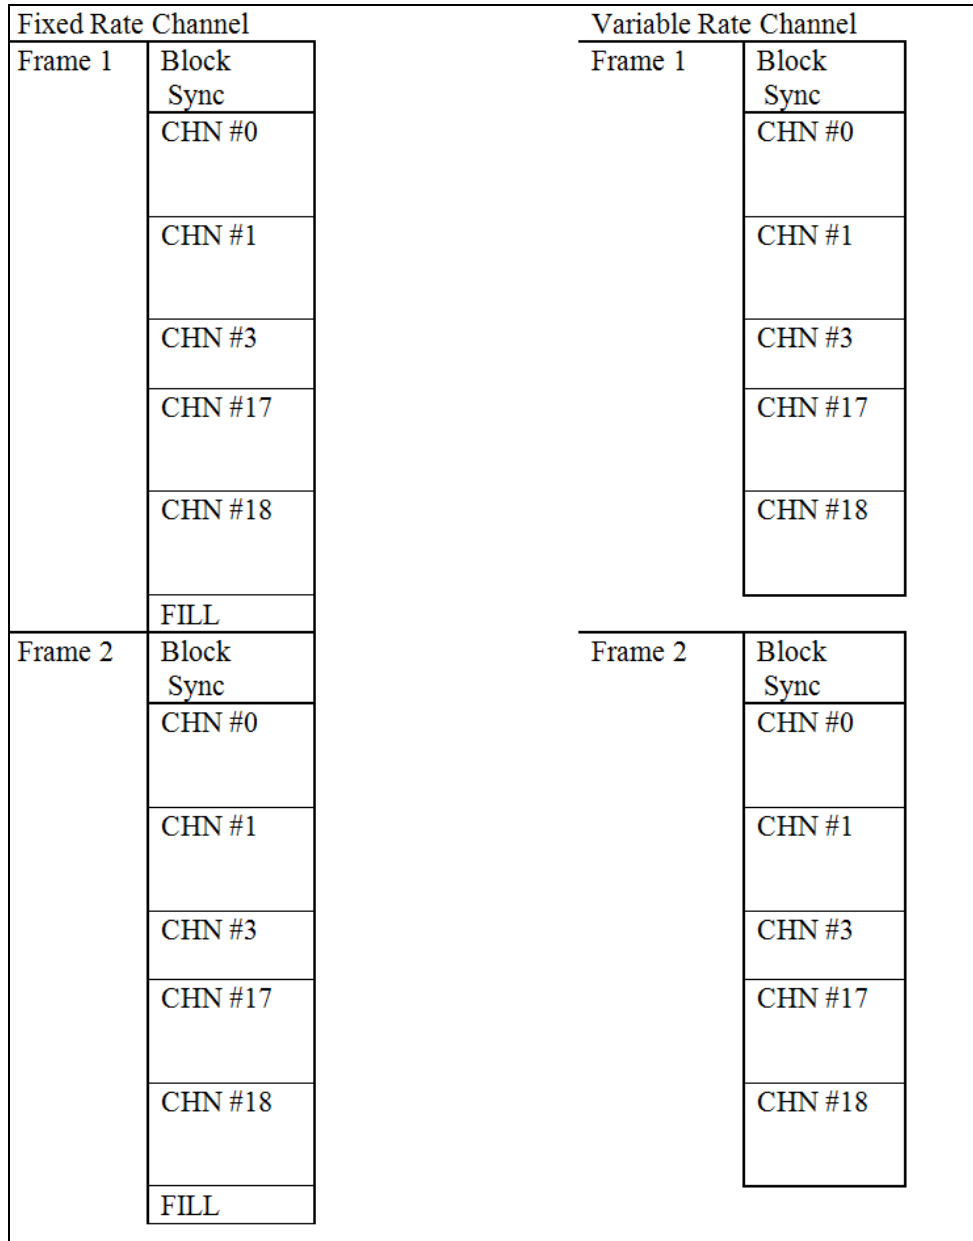 Fixed Rate Channel
Frame 1
Block
Sync
CHN #0
CHN #1
CHN #3
CHN #17
CHN #18
FILL
Frame 2
Block
Sync
CHN #0
CHN #1
CHN #3
CHN #17
CHN #18
FILL
Variable Rate Channel
Frame 1
Block
Sync
CHN #0
CHN #1
CHN #3
CHN #17
CHN #18
Frame 2
Block
Sync
CHN #0
CHN #1
CHN #3
CHN #17
CHN #18